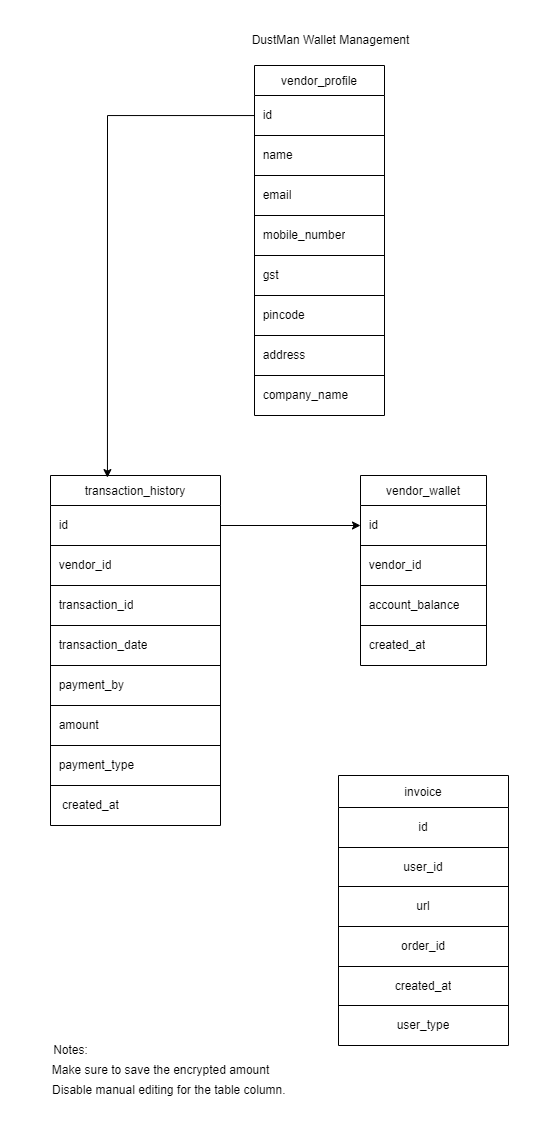 DustMan Wallet Management
vendor_profile
id
name
email
mobile_number
gst
pincode
address
company_name
transaction_history
id
vendor_id
transaction_id
transaction_date
payment_by
amount
payment_type
created_at
vendor_wallet
id
vendor_id
account_balance
created_at
invoice
id
user_id
url
order_id
created_at
user_type
Notes:
Make sure to save the encrypted amount
Disable manual editing for the table column.